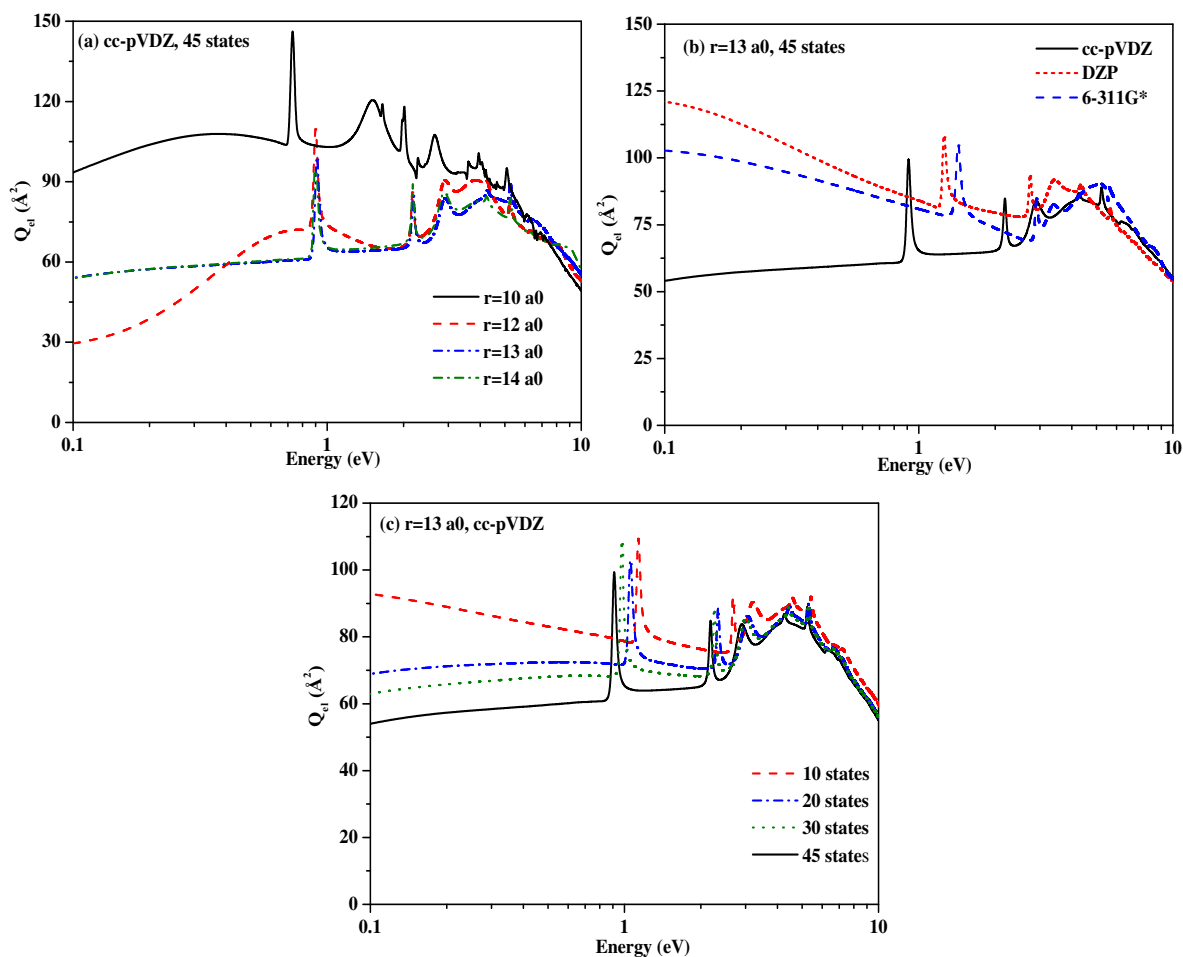 (a) cc-pVDZ, 45 states
150
120
90
60
30
0
Q_el (Å²)
r=10 a0
r=12 a0
r=13 a0
r=14 a0
0.1
1
10
Energy (eV)
(b) r=13 a0, 45 states
150
125
100
75
50
25
0
Q_el (Å²)
cc-pVDZ
DZP
6-311G*
0.1
1
10
Energy (eV)
(c) r=13 a0, cc-pVDZ
120
100
80
60
40
20
0
Q_el (Å²)
10 states
20 states
30 states
45 states
0.1
1
10
Energy (eV)